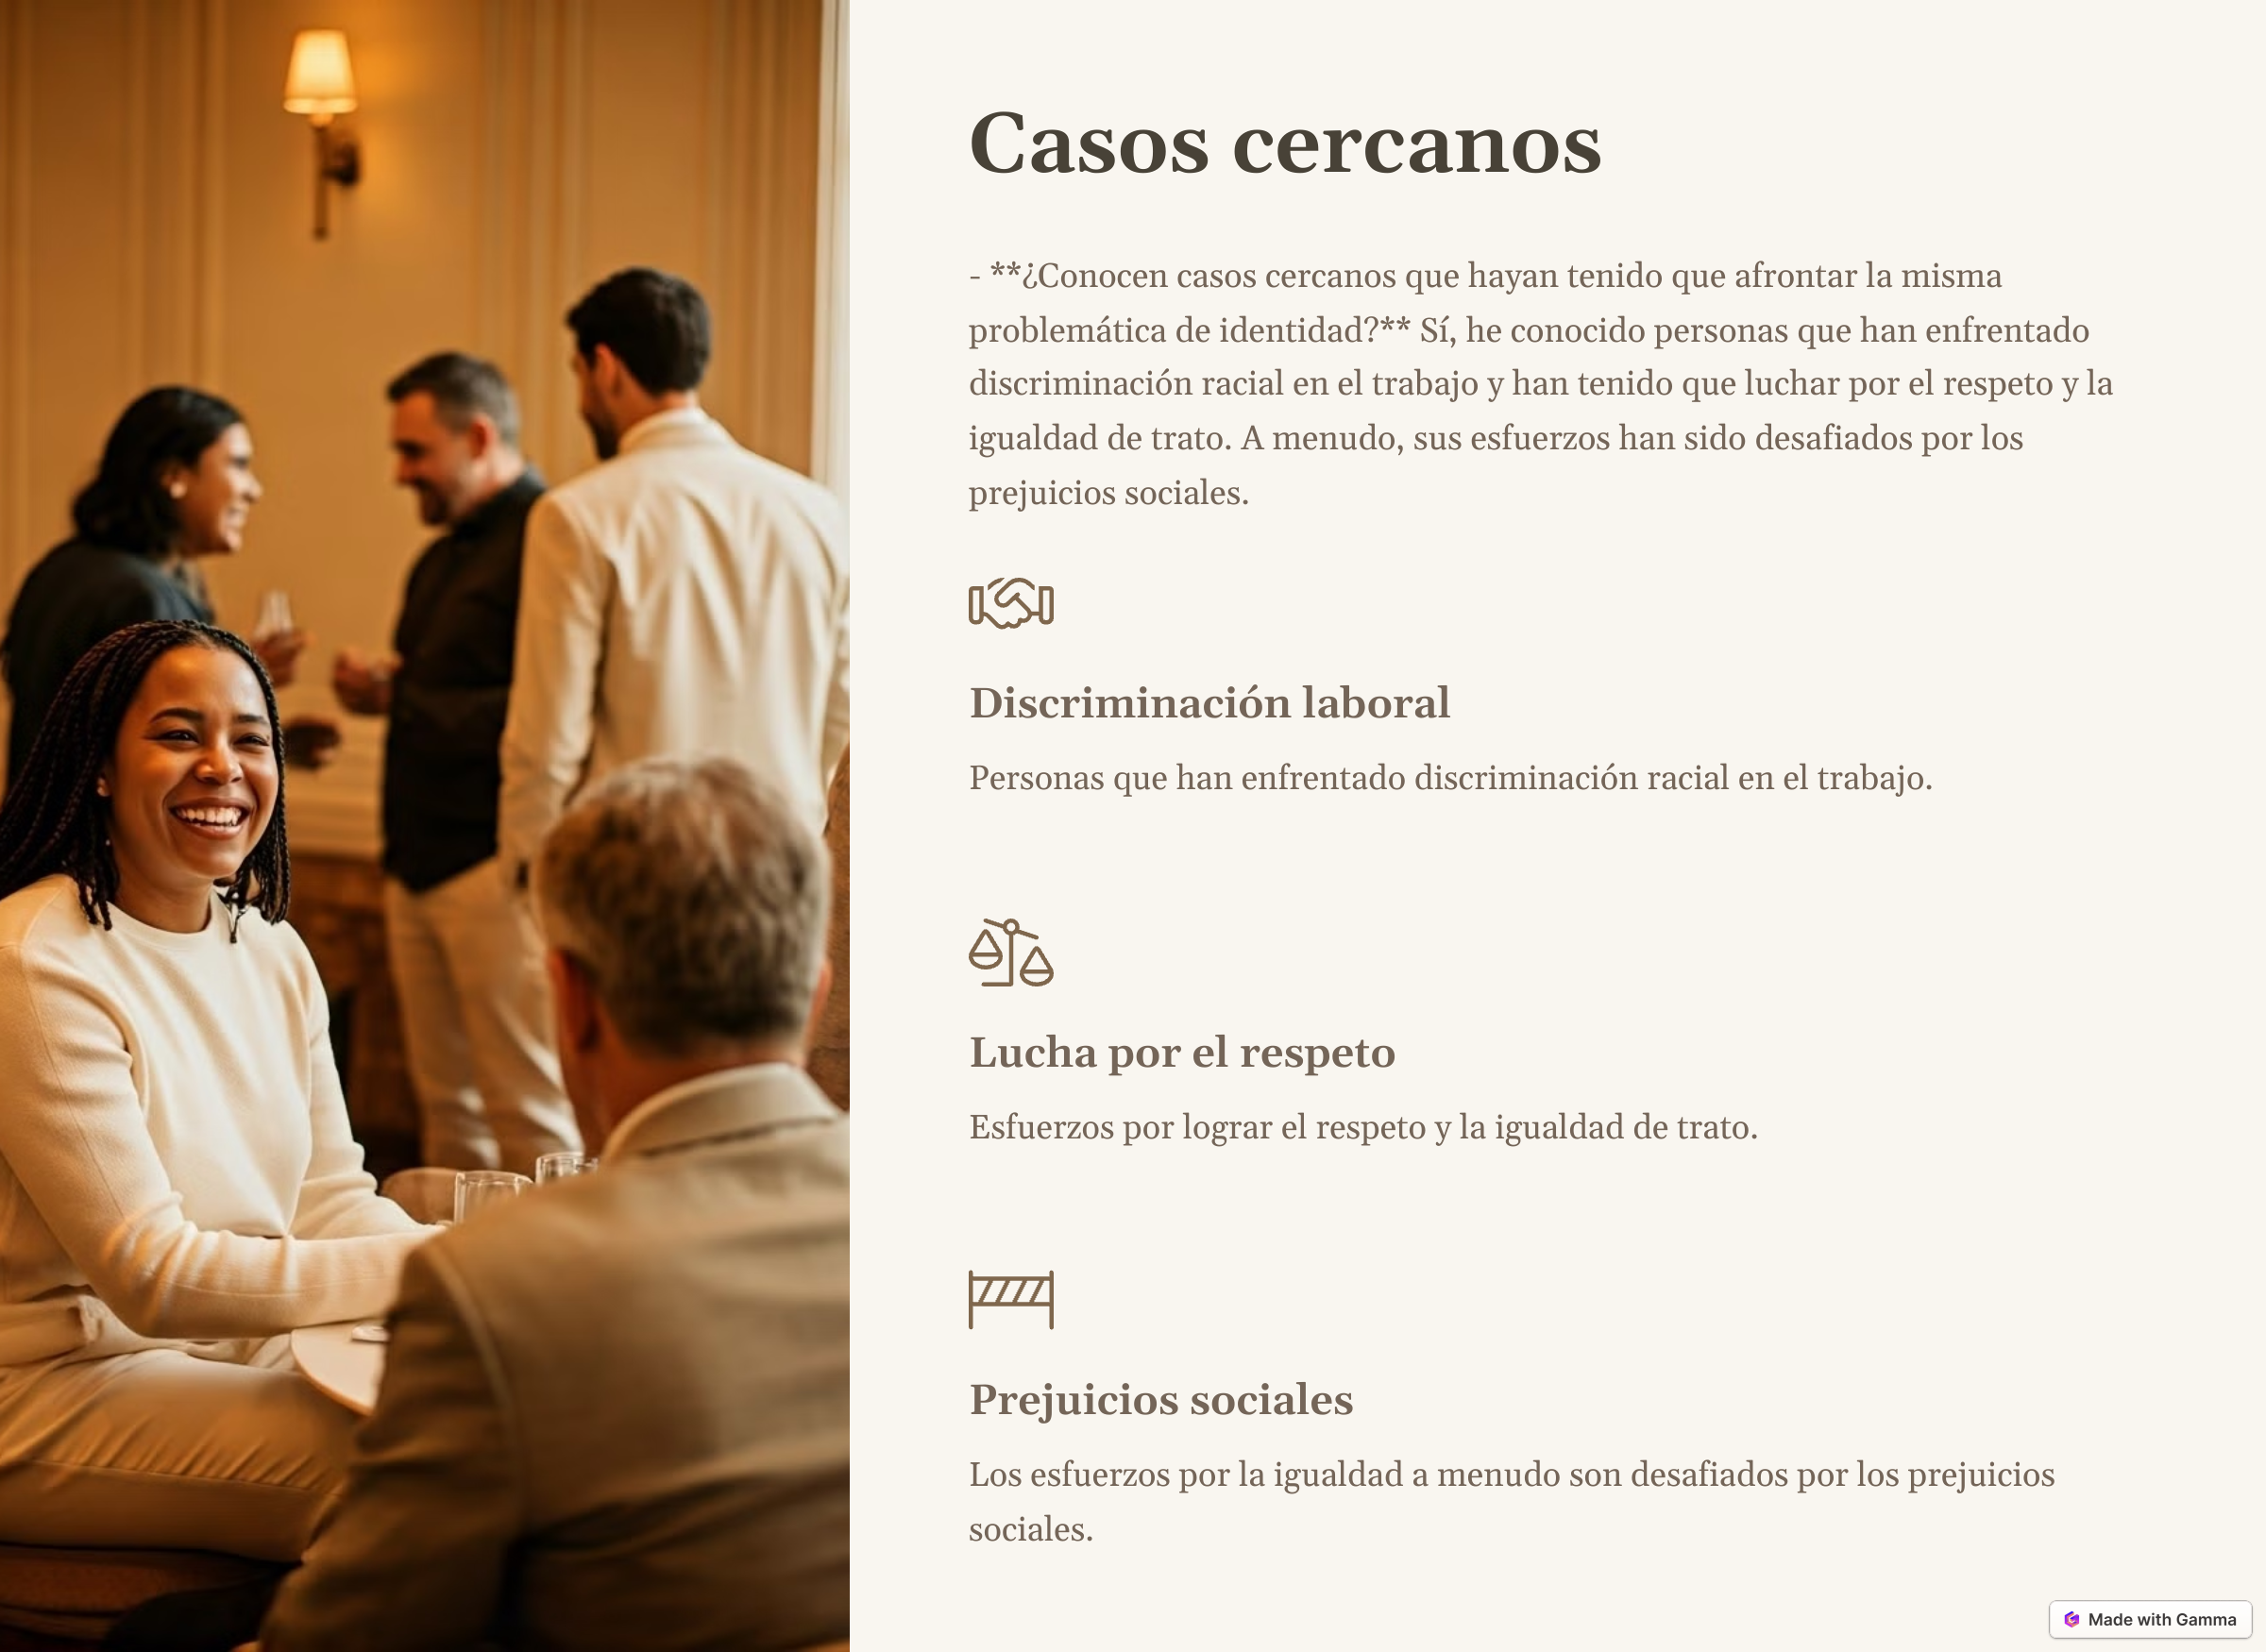 Casos cercanos
- **¿Conocen casos cercanos que hayan tenido que afrontar la misma
problemática de identidad?** Sí, he conocido personas que han enfrentado
discriminación racial en el trabajo y han tenido que luchar por el respeto y la
igualdad de trato. A menudo, sus esfuerzos han sido desafiados por los
prejuicios sociales.
Discriminación laboral
Personas que han enfrentado discriminación racial en el trabajo.
Lucha por el respeto
Esfuerzos por lograr el respeto y la igualdad de trato.
Prejuicios sociales
Los esfuerzos por la igualdad a menudo son desafiados por los prejuicios
sociales.
Made with Gamma